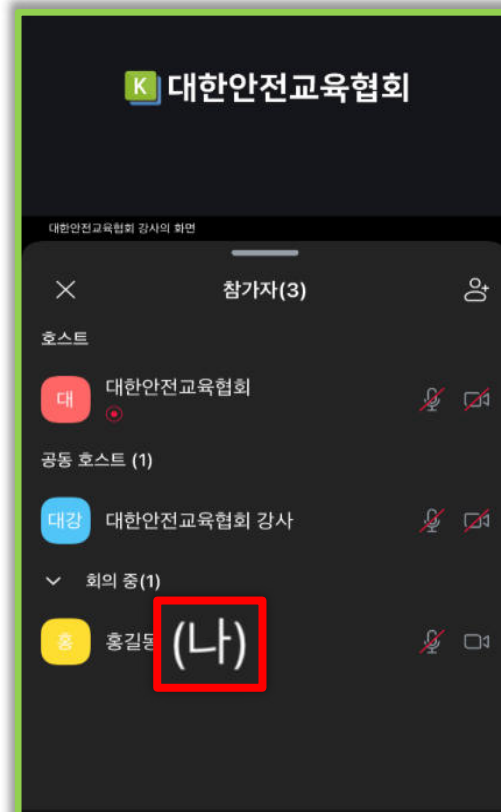 K 대한안전교육협회
대한안전교육협회 강사의 화면
참가자(3)
호스트
대 대한안전교육협회
공동 호스트 (1)
대강 대한안전교육협회 강사
회의 중(1)
홍 홍길동 (나)